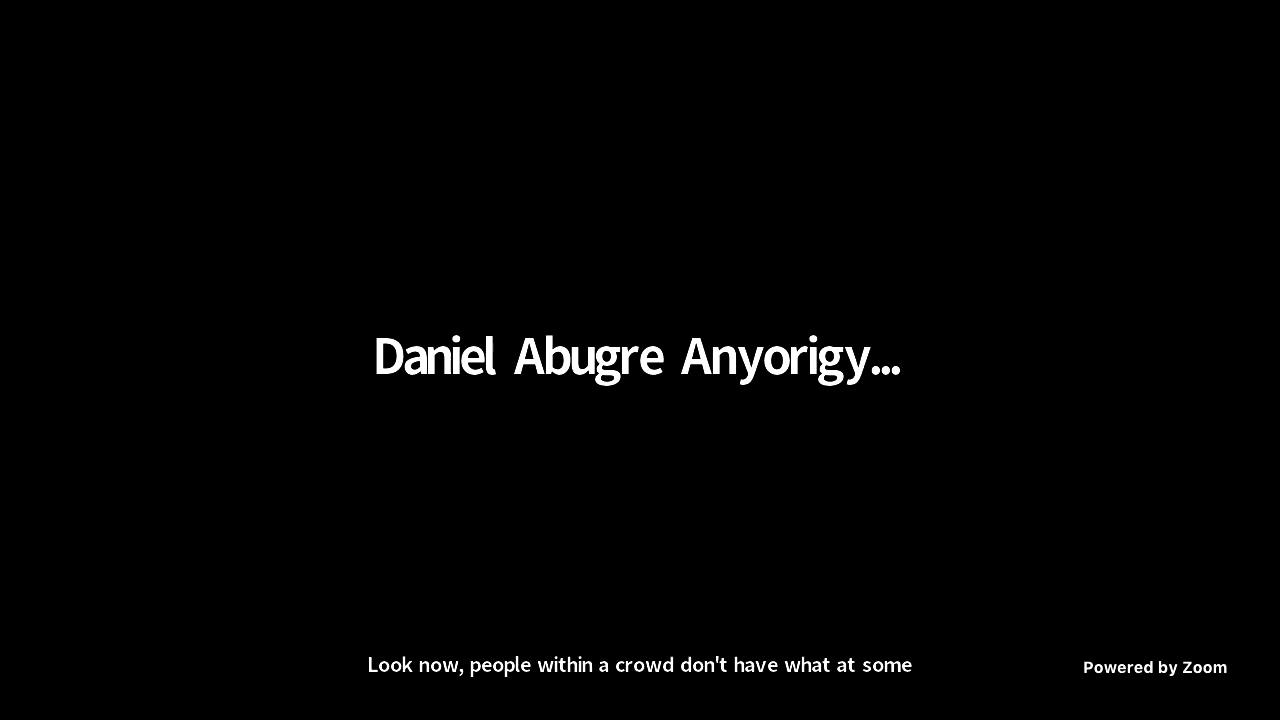 Daniel Abugre Anyorigy...
Look now, people within a crowd don't have what at some
Powered by Zoom